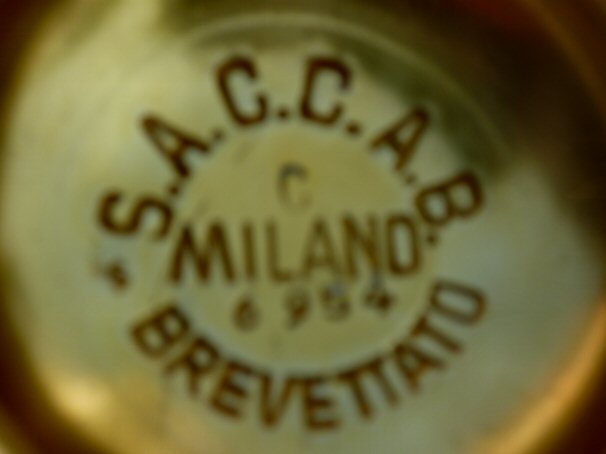 S.A.C.C.A.B.
C
MILANO
6954
BREVETTATO